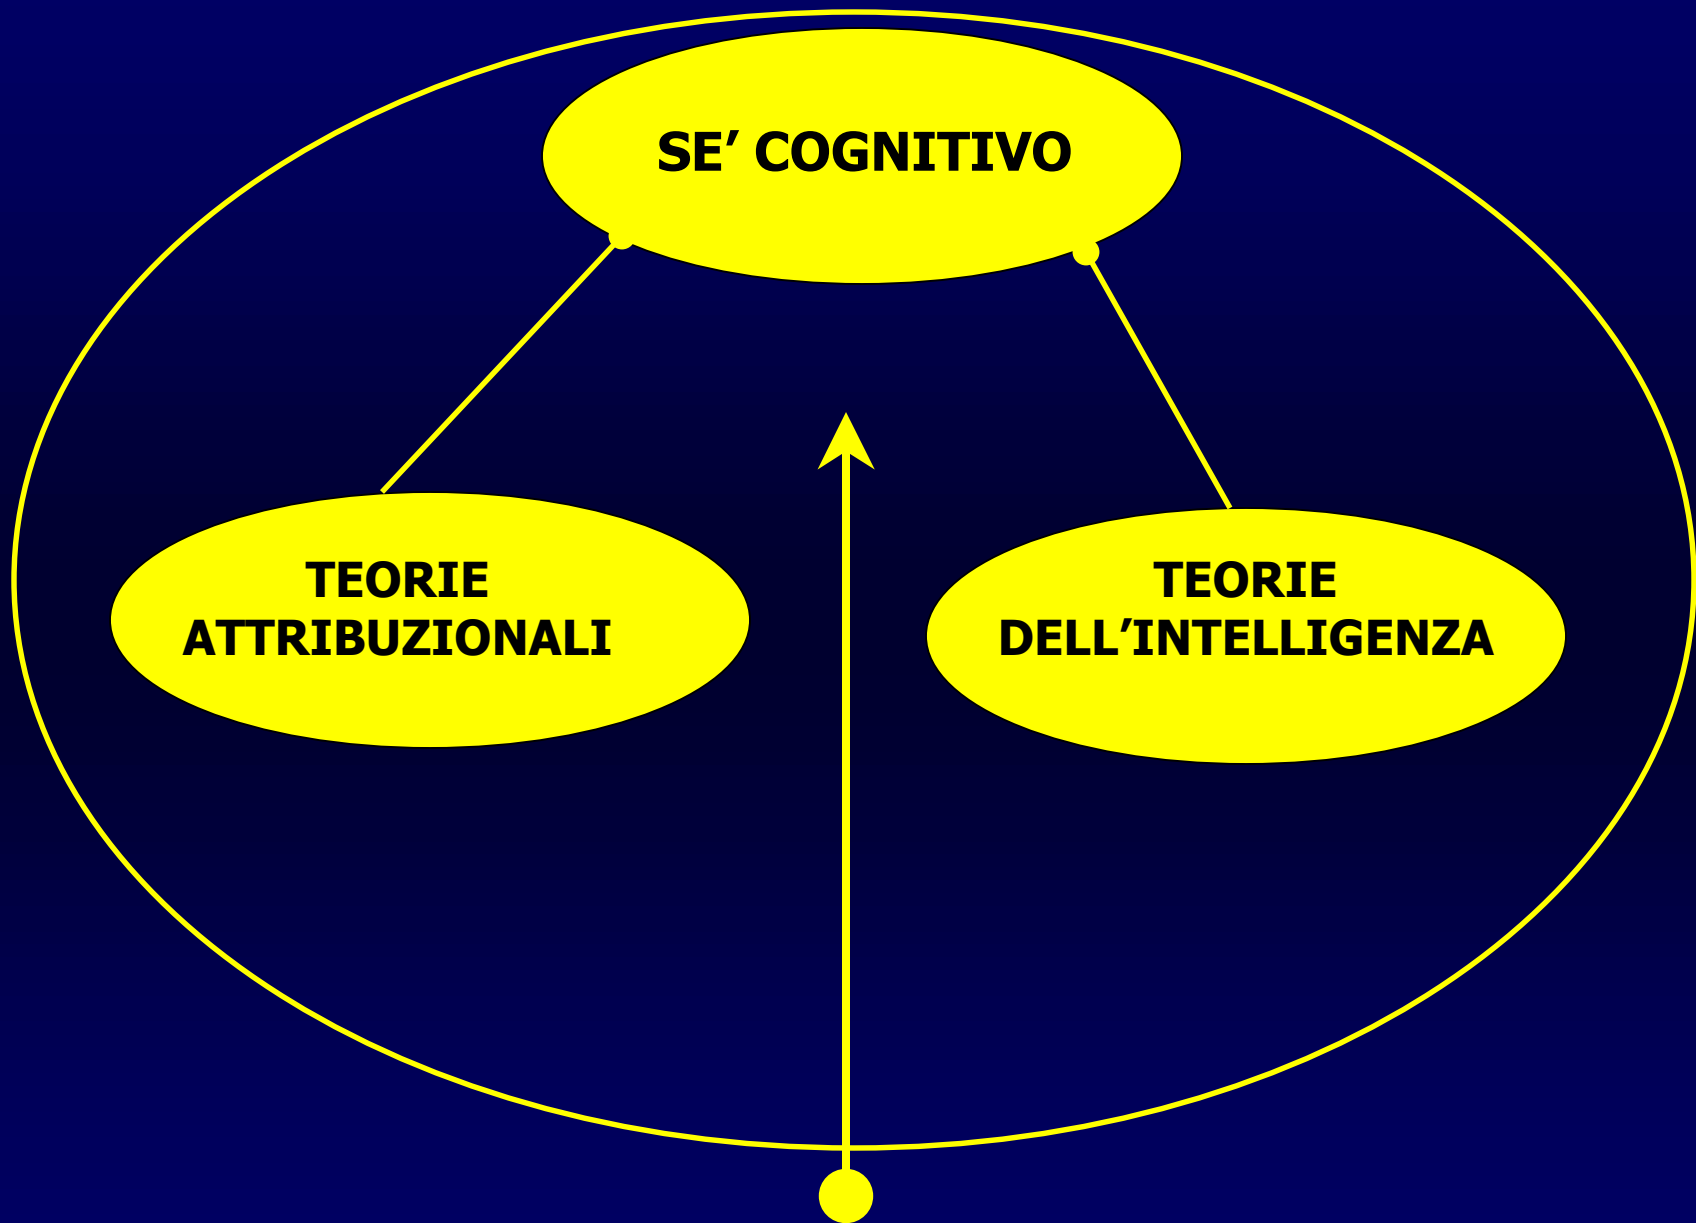 SE’ COGNITIVO
TEORIE
ATTRIBUZIONALI
TEORIE
DELL’INTELLIGENZA